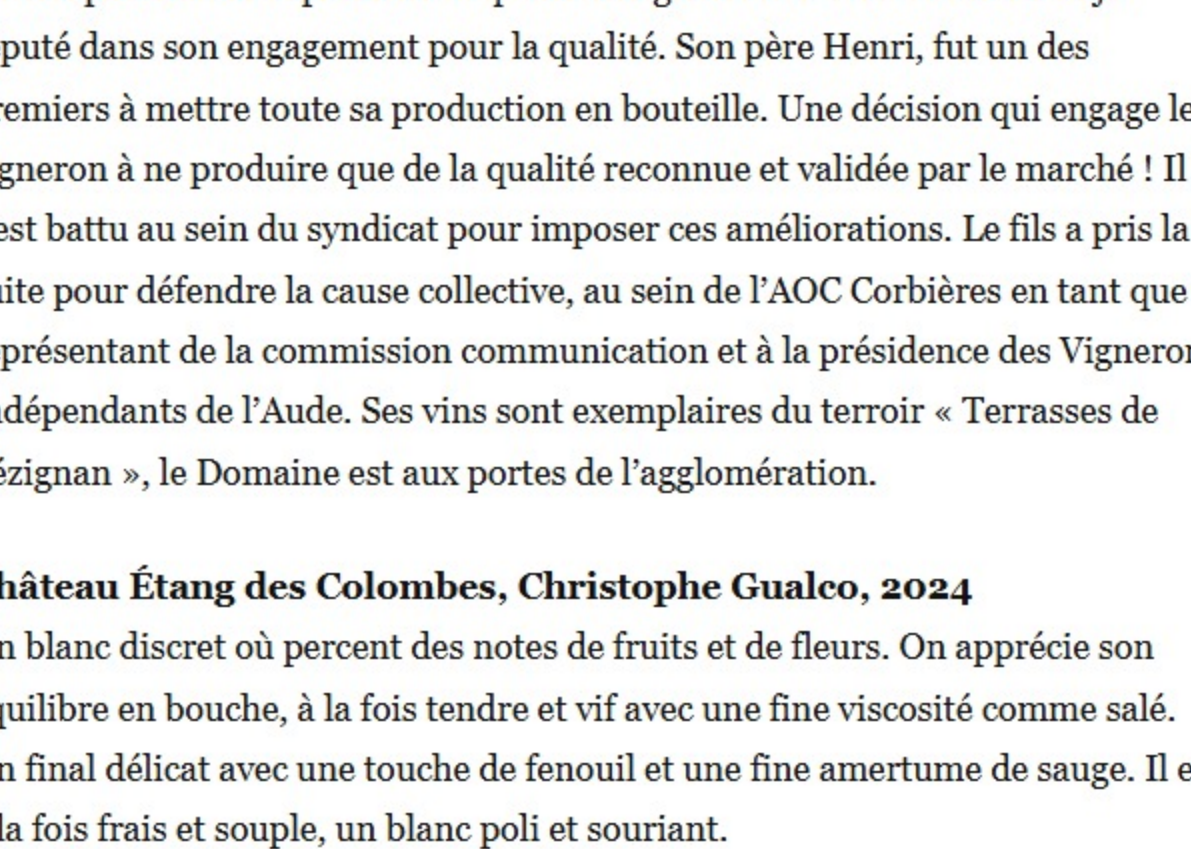 puté dans son engagement pour la qualité. Son père Henri, fut un des
remiers à mettre toute sa production en bouteille. Une décision qui engage le
gneron à ne produire que de la qualité reconnue et validée par le marché ! Il
est battu au sein du syndicat pour imposer ces améliorations. Le fils a pris la
uite pour défendre la cause collective, au sein de l’AOC Corbières en tant que
présentant de la commission communication et à la présidence des Vigneron
ndépendants de l’Aude. Ses vins sont exemplaires du terroir « Terrasses de
ézignan », le Domaine est aux portes de l’agglomération.
hâteau Étang des Colombes, Christophe Gualco, 2024
n blanc discret où percent des notes de fruits et de fleurs. On apprécie son
quilibre en bouche, à la fois tendre et vif avec une fine viscosité comme salé.
n final délicat avec une touche de fenouil et une fine amertume de sauge. Il e
la fois frais et souple, un blanc poli et souriant.